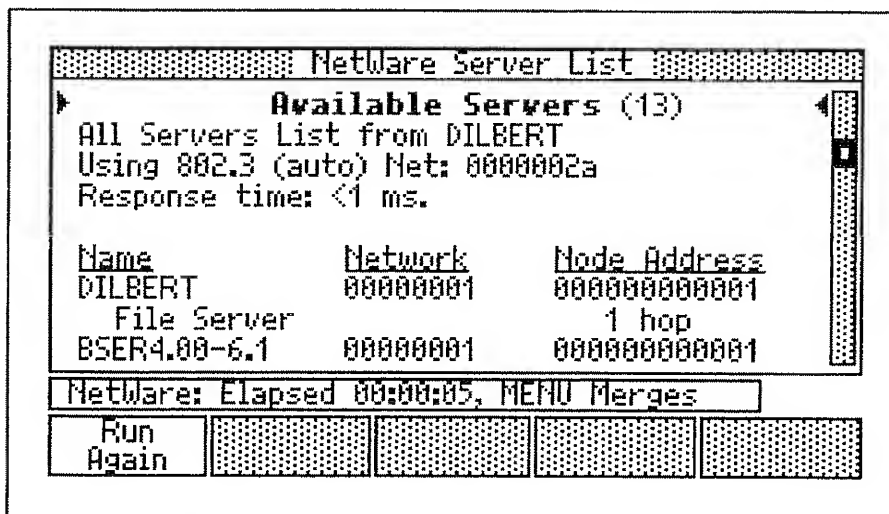 NetWare Server List
Available Servers (13)
All Servers List from DILBERT
Using 802.3 (auto) Net: 0000002a
Response time: <1 ms.
Name Network Node Address
DILBERT 00000001 000000000001
File Server 1 hop
BSER4.00-6.1 00000001 000000000001
NetWare: Elapsed 00:00:05, MENU Merges
Run
Again